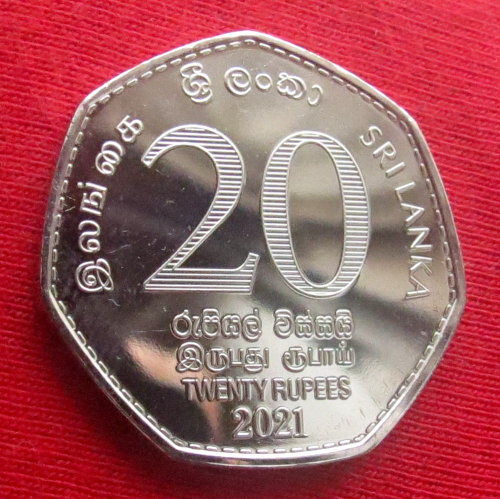 ශ්‍රී ලංකා
இலங்கை
SRI LANKA
20
රුපියල් විස්සයි
இருபது ரூபாய்
TWENTY RUPEES
2021